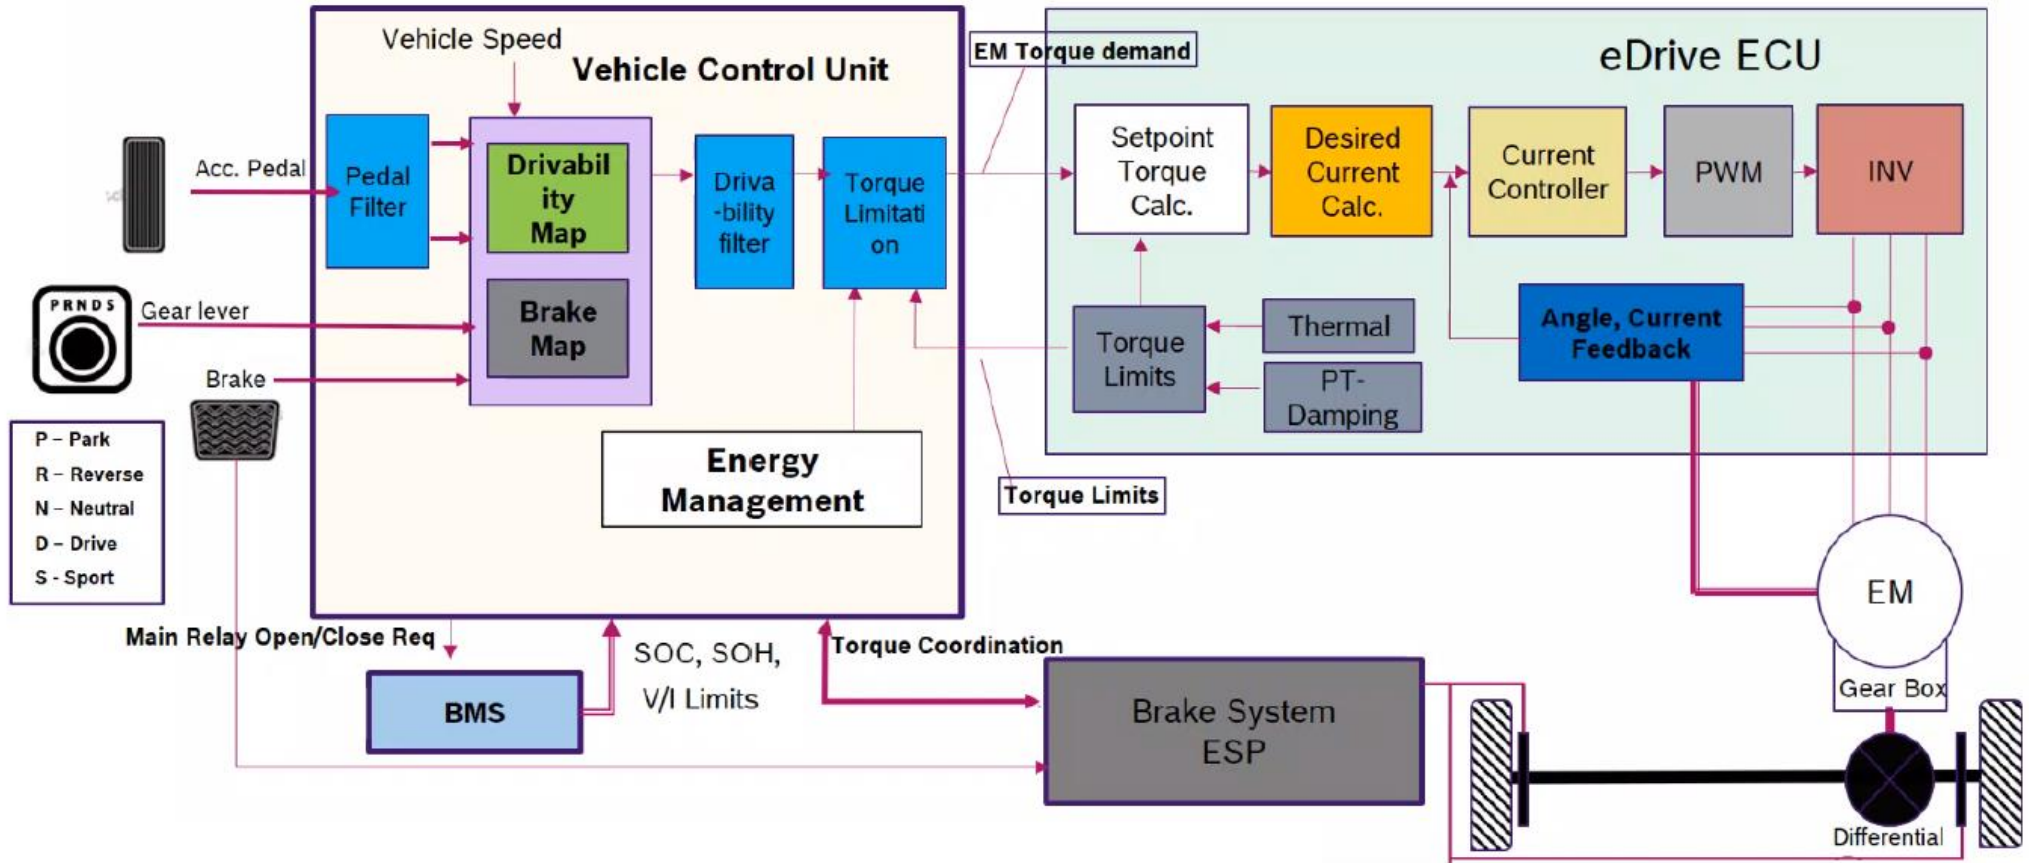 Vehicle Speed
Vehicle Control Unit
EM Torque demand
eDrive ECU
Acc. Pedal
Pedal
Filter
Drivabil
ity
Map
Brake
Map
Driva
-bility
filter
Torque
Limitati
on
Setpoint
Torque
Calc.
Desired
Current
Calc.
Current
Controller
PWM
INV
PRNDS
Gear lever
Brake
Torque
Limits
Thermal
PT-
Damping
Angle, Current
Feedback
P – Park
R – Reverse
N – Neutral
D – Drive
S - Sport
Energy
Management
Torque Limits
EM
Main Relay Open/Close Req
SOC, SOH,
V/I Limits
Torque Coordination
BMS
Brake System
ESP
Gear Box
Differential